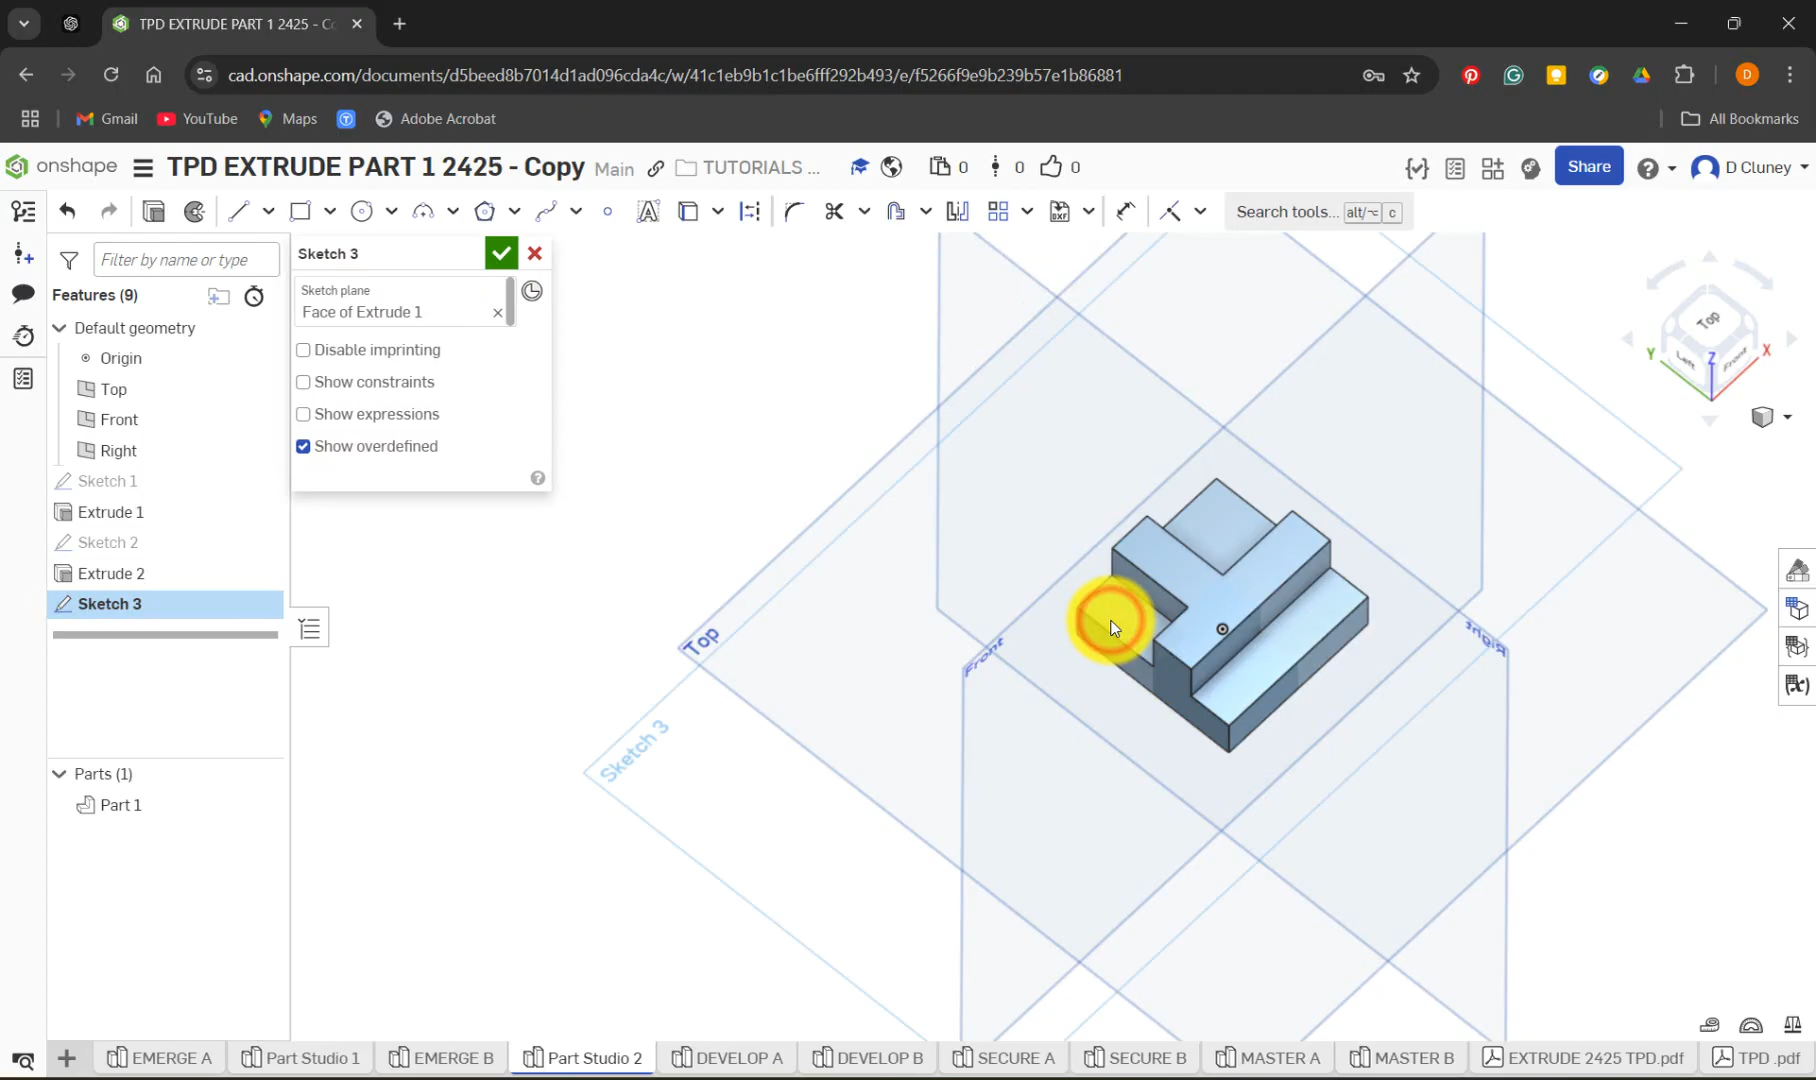 TPD EXTRUDE PART 1 2425 - Co
cad.onshape.com/documents/d5beed8b7014d1ad096cda4c/w/41c1eb9b1c1be6fff292b493/e/f5266f9e9b239b57e1b86881
D
Gmail
YouTube
Maps
Adobe Acrobat
All Bookmarks
onshape
TPD EXTRUDE PART 1 2425 - Copy
Main
TUTORIALS ...
0
0
0
Share
D Cluney
DXF
Search tools... alt/⌥ c
Filter by name or type
Features (9)
Default geometry
Origin
Top
Front
Right
Sketch 1
Extrude 1
Sketch 2
Extrude 2
Sketch 3
Parts (1)
Part 1
Sketch 3
Sketch plane
Face of Extrude 1
Disable imprinting
Show constraints
Show expressions
Show overdefined
Top
Front
Right
Sketch 3
Top
Left
Front
X
Y
Z
(x)
EMERGE A
Part Studio 1
EMERGE B
Part Studio 2
DEVELOP A
DEVELOP B
SECURE A
SECURE B
MASTER A
MASTER B
EXTRUDE 2425 TPD.pdf
TPD .pdf